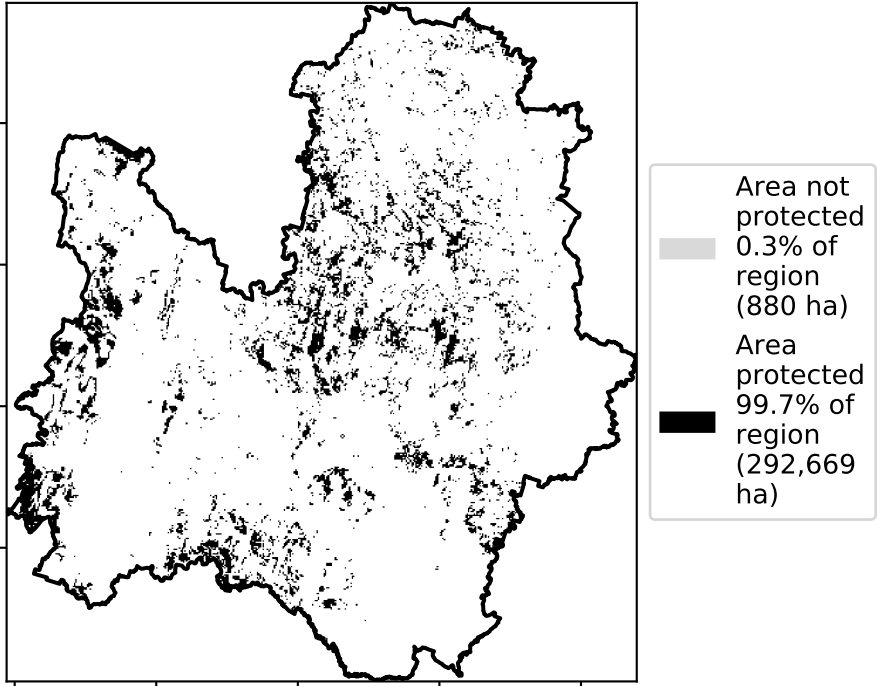 Area not
protected
0.3% of
region
(880 ha)
Area
protected
99.7% of
region
(292,669
ha)